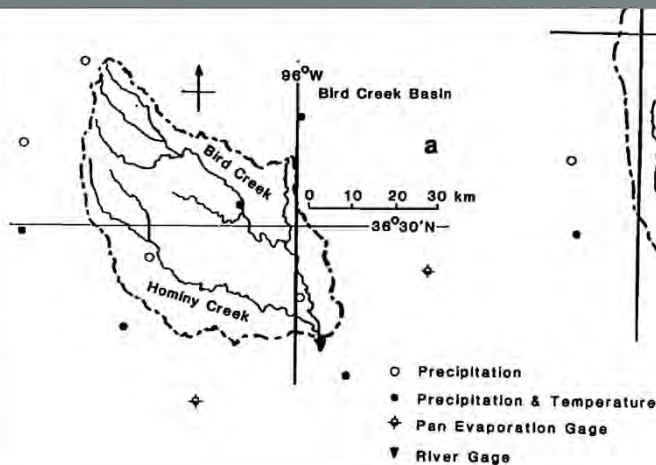 96°W
Bird Creek Basin
a
Bird Creek
0 10 20 30 km
36°30'N
Hominy Creek
Precipitation
Precipitation & Temperature
Pan Evaporation Gage
River Gage